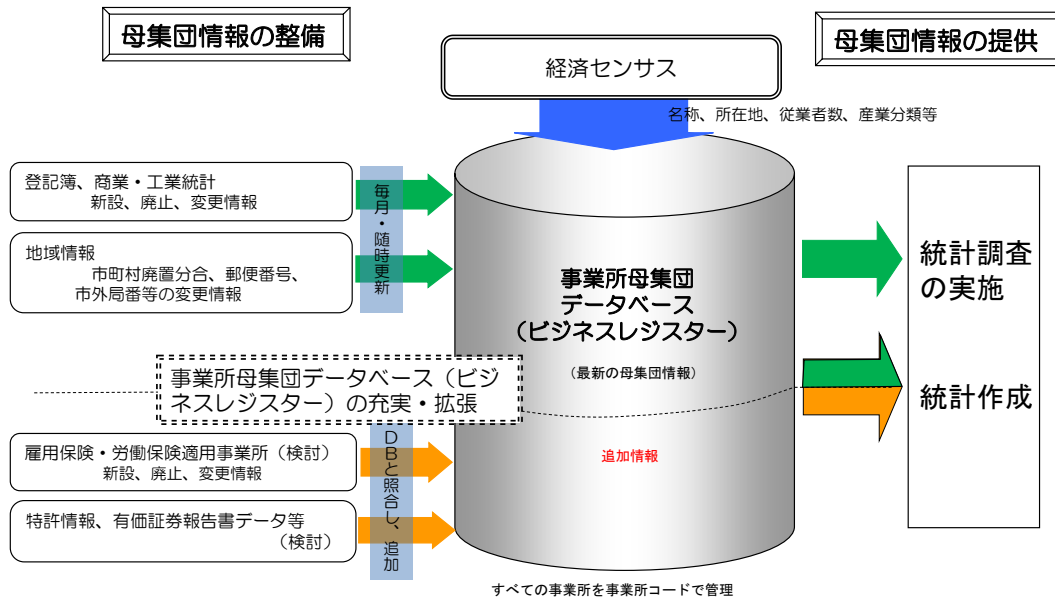 母集団情報の整備
経済センサス
母集団情報の提供
名称、所在地、従業者数、産業分類等
登記簿、商業・工業統計
新設、廃止、変更情報
地域情報
市町村廃置分合、郵便番号、
市外局番等の変更情報
毎月・随時更新
事業所母集団
データベース
（ビジネスレジスター）
（最新の母集団情報）
統計調査
の実施
統計作成
事業所母集団データベース（ビジ
ネスレジスター）の充実・拡張
雇用保険・労働保険適用事業所（検討）
新設、廃止、変更情報
特許情報、有価証券報告書データ等
（検討）
DBと照合し、追加
追加情報
すべての事業所を事業所コードで管理